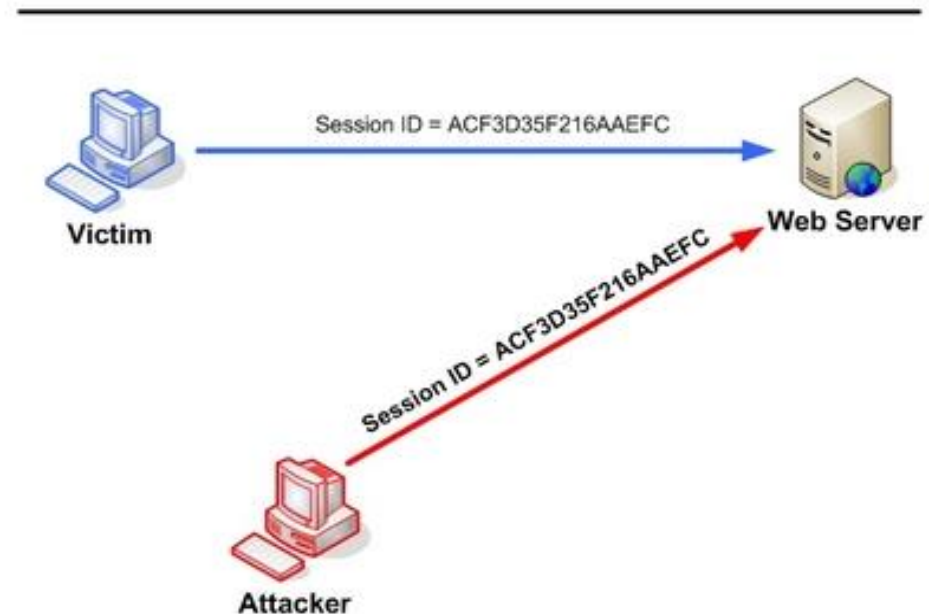 Session ID = ACF3D35F216AAEFC
Victim
Web Server
Session ID = ACF3D35F216AAEFC
Attacker